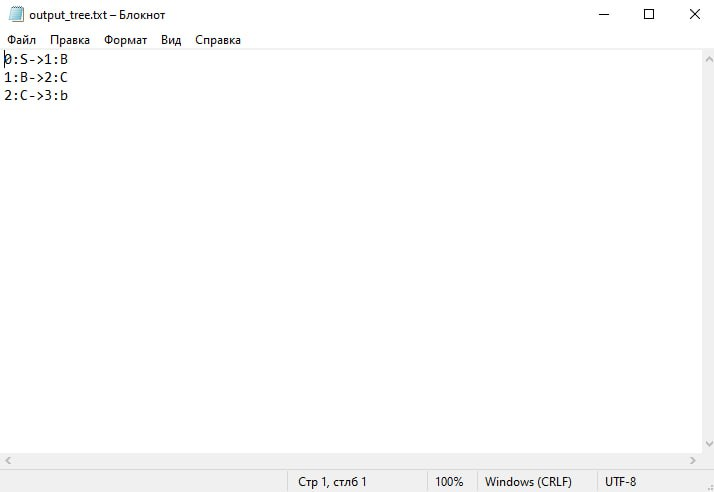 output_tree.txt – Блокнот
Файл Правка Формат Вид Справка
0:S->1:B
1:B->2:C
2:C->3:b
Стр 1, стлб 1 100% Windows (CRLF) UTF-8